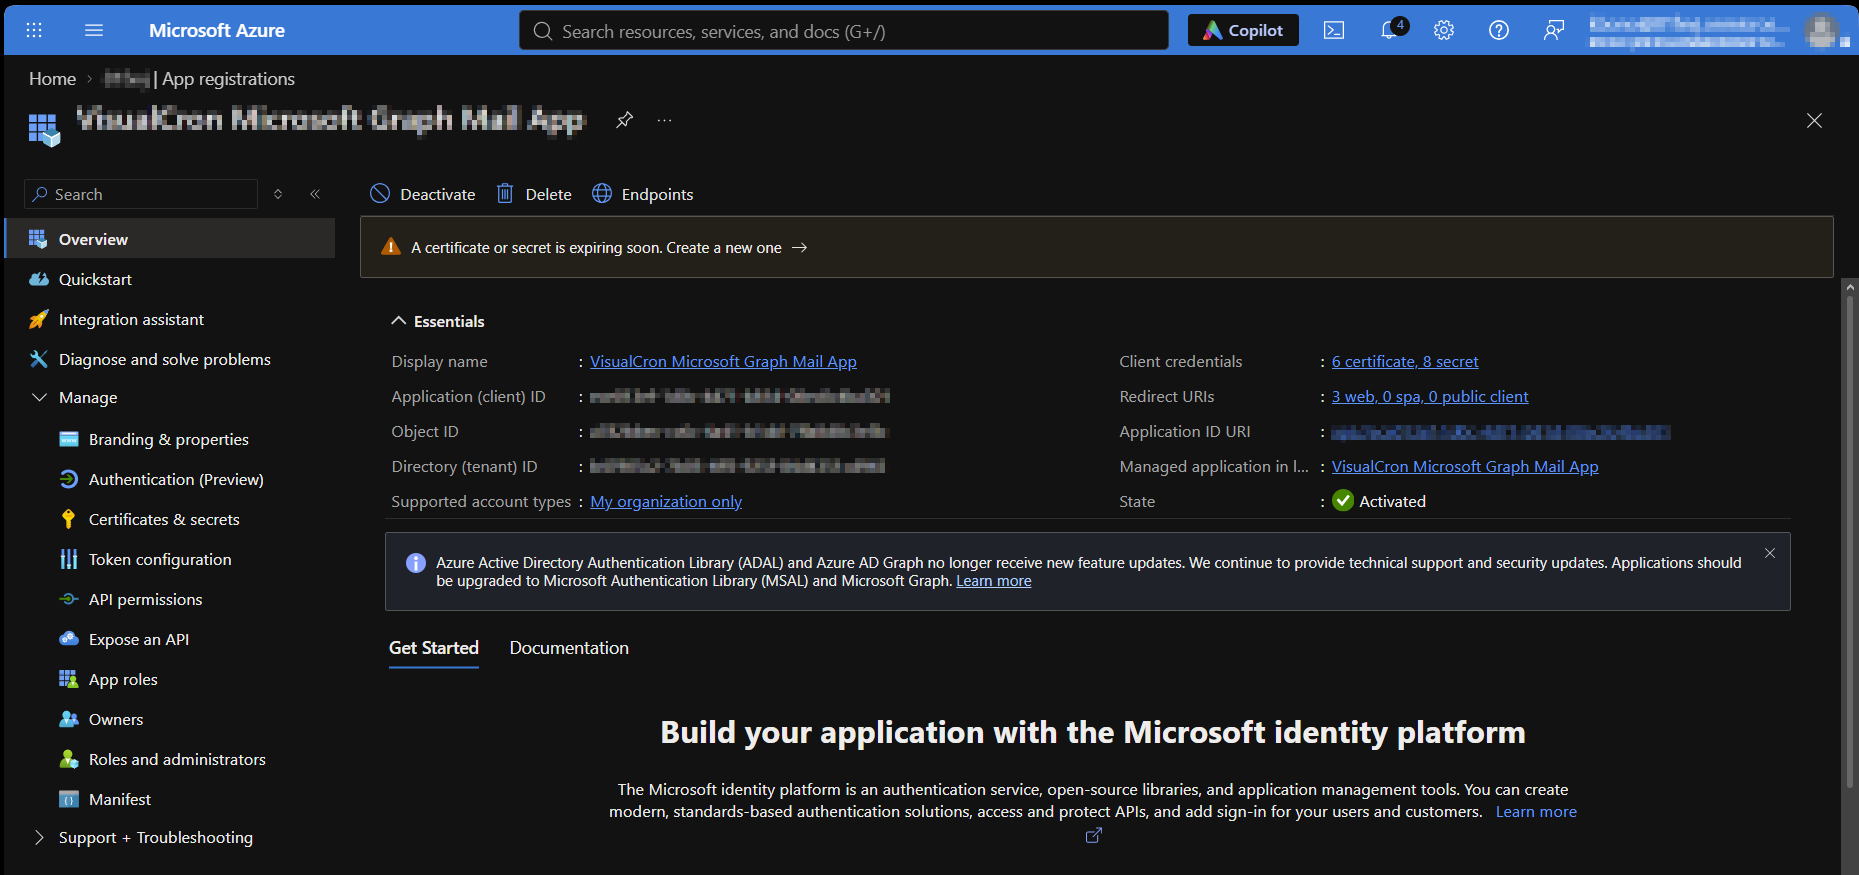 Microsoft Azure
Search resources, services, and docs (G+/)
Copilot
4
Home
| App registrations
VisualCron Microsoft Graph Mail App
Search
Deactivate
Delete
Endpoints
Overview
Quickstart
Integration assistant
Diagnose and solve problems
Manage
Branding & properties
Authentication (Preview)
Certificates & secrets
Token configuration
API permissions
Expose an API
App roles
Owners
Roles and administrators
Manifest
Support + Troubleshooting
A certificate or secret is expiring soon. Create a new one →
Essentials
Display name : VisualCron Microsoft Graph Mail App
Application (client) ID :
Object ID :
Directory (tenant) ID :
Supported account types : My organization only
Client credentials : 6 certificate, 8 secret
Redirect URIs : 3 web, 0 spa, 0 public client
Application ID URI :
Managed application in l... : VisualCron Microsoft Graph Mail App
State : Activated
Azure Active Directory Authentication Library (ADAL) and Azure AD Graph no longer receive new feature updates. We continue to provide technical support and security updates. Applications should
be upgraded to Microsoft Authentication Library (MSAL) and Microsoft Graph. Learn more
Get Started
Documentation
Build your application with the Microsoft identity platform
The Microsoft identity platform is an authentication service, open-source libraries, and application management tools. You can create
modern, standards-based authentication solutions, access and protect APIs, and add sign-in for your users and customers. Learn more